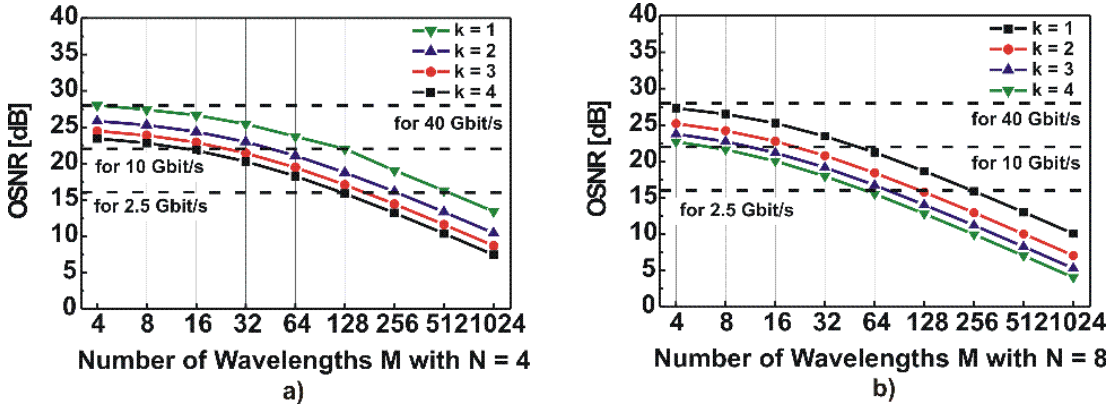 40
35
30
25
20
15
10
5
0
OSNR [dB]
k = 1
k = 2
k = 3
k = 4
for 40 Gbit/s
for 10 Gbit/s
for 2.5 Gbit/s
4 8 16 32 64 128 256 512 1024
Number of Wavelengths M with N = 4
a)
40
35
30
25
20
15
10
5
0
OSNR [dB]
k = 1
k = 2
k = 3
k = 4
for 40 Gbit/s
for 10 Gbit/s
for 2.5 Gbit/s
4 8 16 32 64 128 256 512 1024
Number of Wavelengths M with N = 8
b)